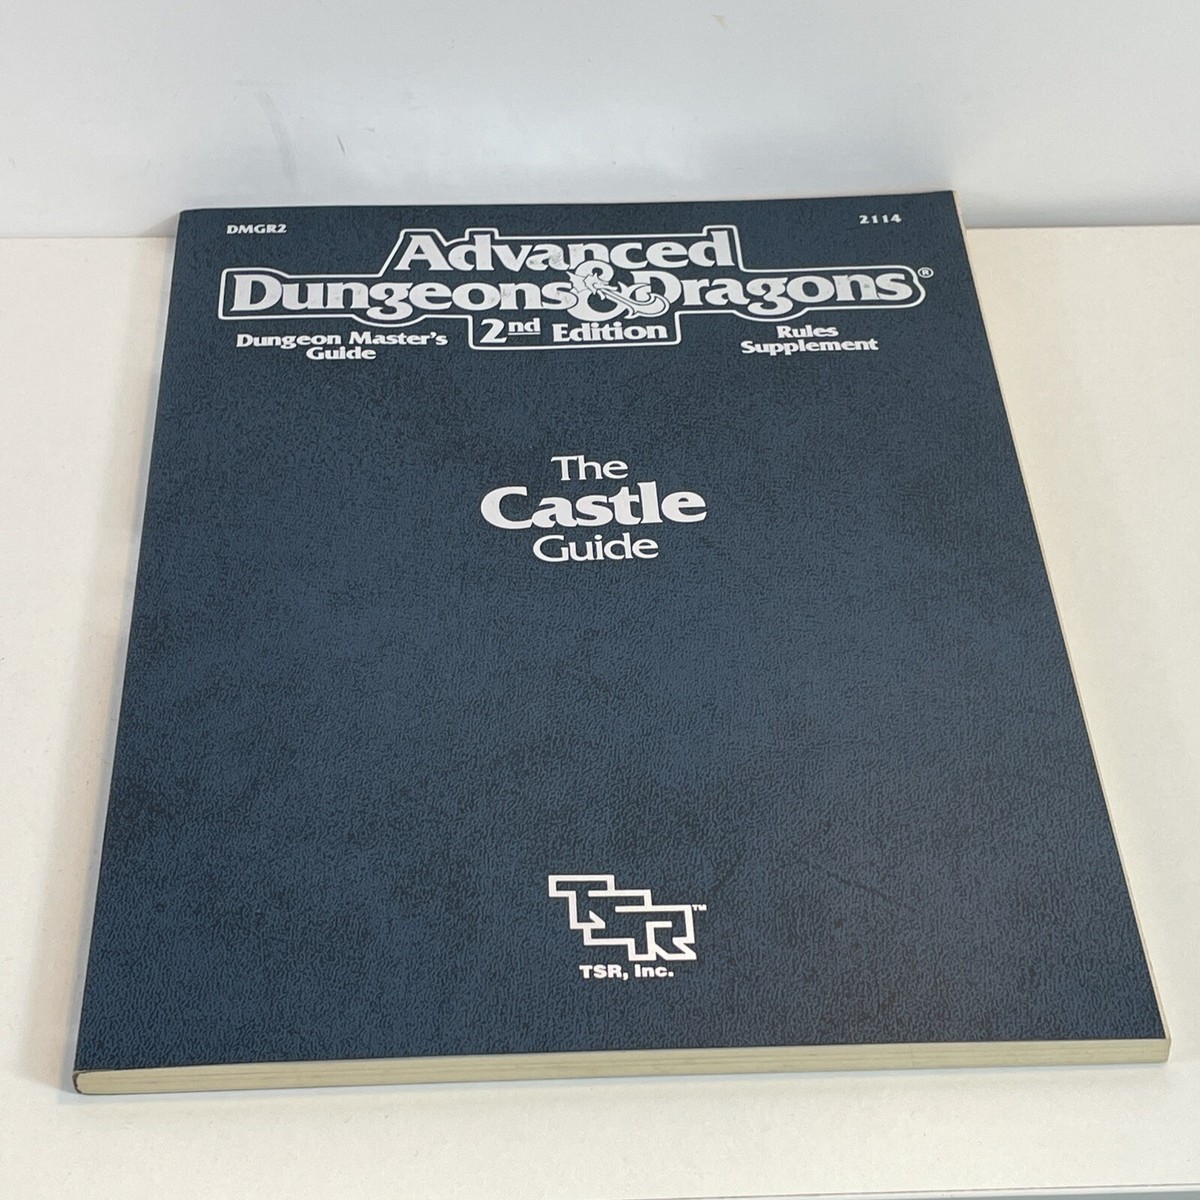 DMGR2
2114
Advanced
Dungeons & Dragons®
2nd Edition
Dungeon Master's
Guide
Rules
Supplement
The
Castle
Guide
TSR™
TSR, Inc.